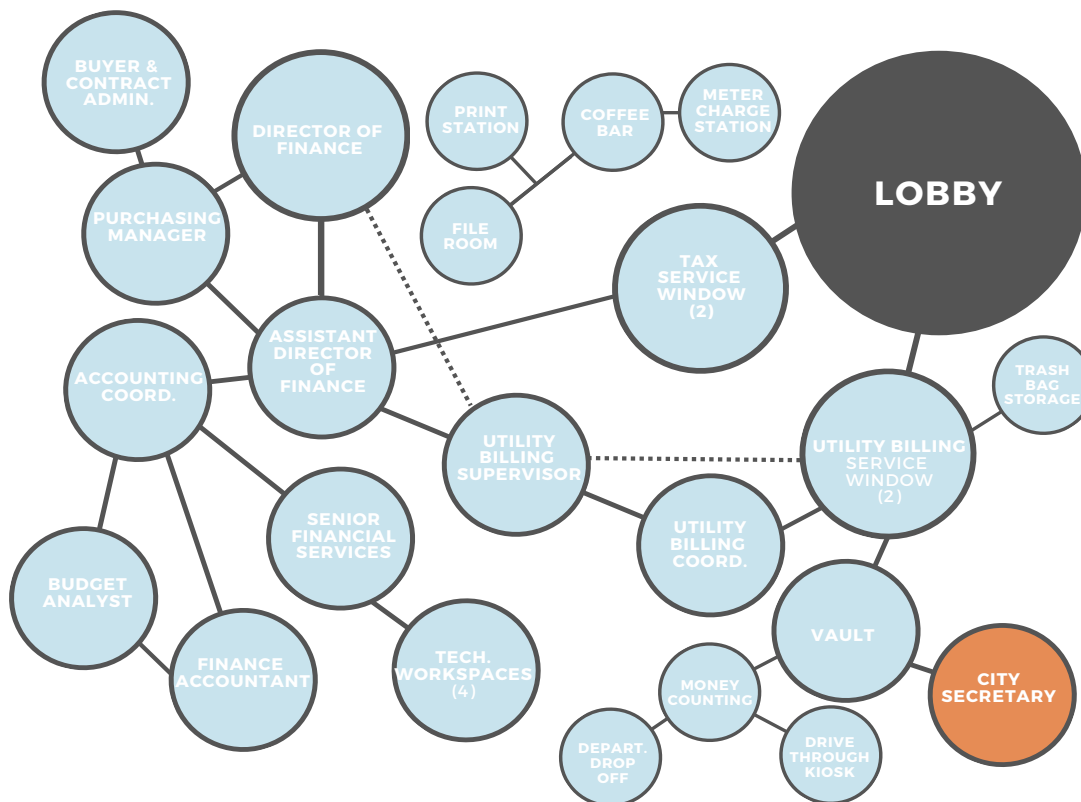 BUYER &
CONTRACT
ADMIN.
DIRECTOR OF
FINANCE
PRINT
STATION
COFFEE
BAR
METER
CHARGE
STATION
LOBBY
PURCHASING
MANAGER
FILE
ROOM
TAX
SERVICE
WINDOW
(2)
ASSISTANT
DIRECTOR
OF
FINANCE
ACCOUNTING
COORD.
TRASH
BAG
STORAGE
UTILITY
BILLING
SUPERVISOR
UTILITY BILLING
SERVICE
WINDOW
(2)
SENIOR
FINANCIAL
SERVICES
UTILITY
BILLING
COORD.
BUDGET
ANALYST
FINANCE
ACCOUNTANT
TECH.
WORKSPACES
(4)
VAULT
MONEY
COUNTING
CITY
SECRETARY
DEPART.
DROP
OFF
DRIVE
THROUGH
KIOSK